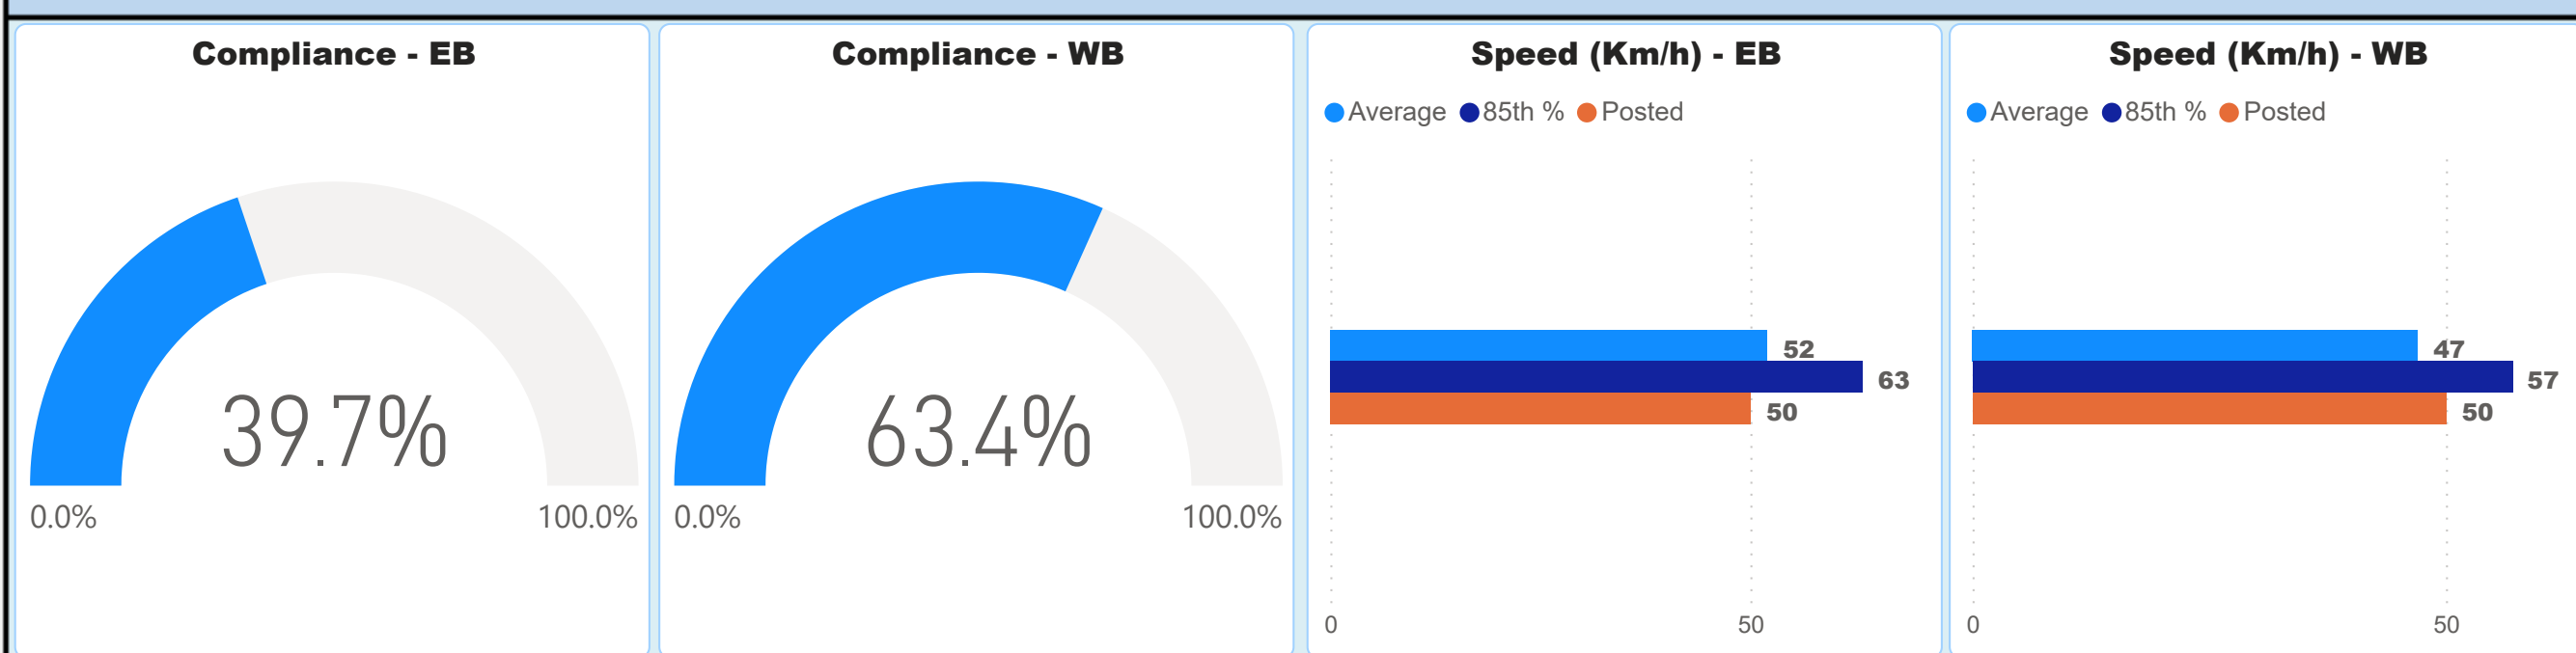 Compliance - EB
39.7%
0.0%
100.0%
Compliance - WB
63.4%
0.0%
100.0%
Speed (Km/h) - EB
Average 85th % Posted
52
63
50
0
50
Speed (Km/h) - WB
Average 85th % Posted
47
57
50
0
50